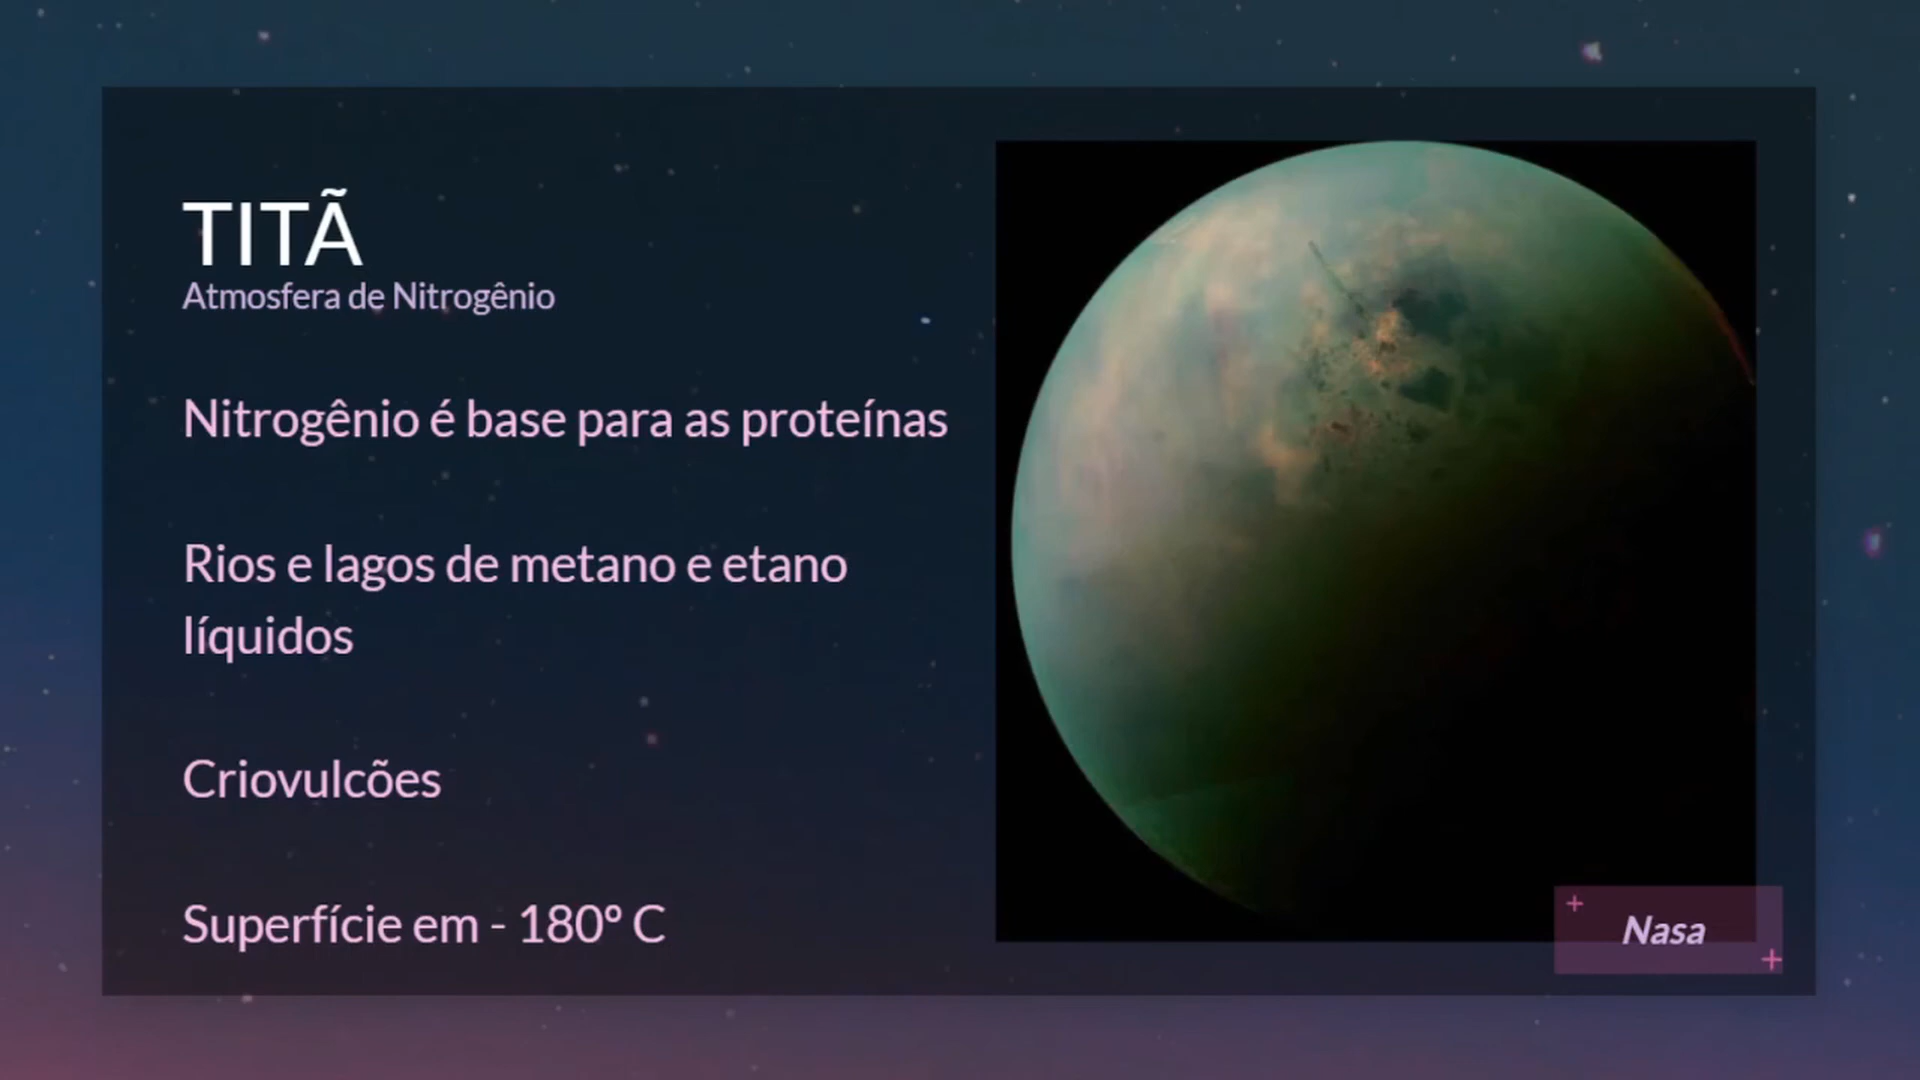 TITÃ
Atmosfera de Nitrogênio
Nitrogênio é base para as proteínas
Rios e lagos de metano e etano
líquidos
Criovulcões
Superfície em - 180º C
Nasa